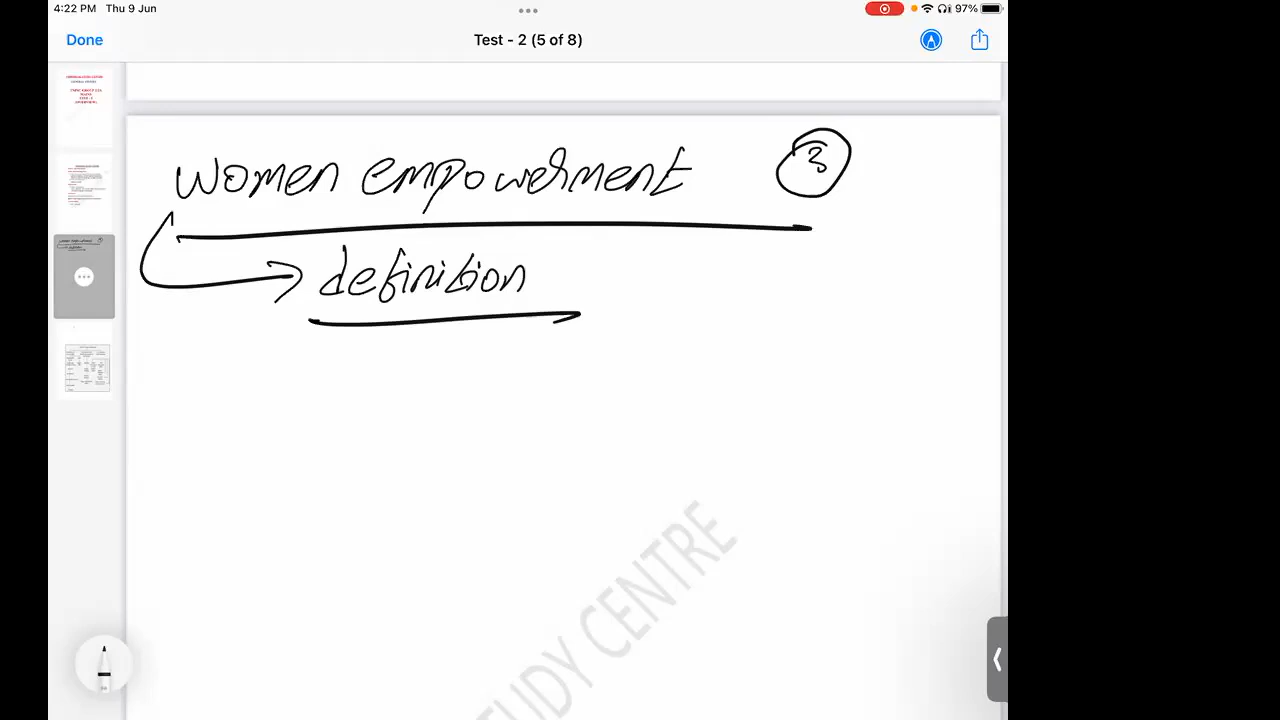 4:22 PM Thu 9 Jun
97%
Done
Test - 2 (5 of 8)
women empowerment 3
definition
STUDY CENTRE